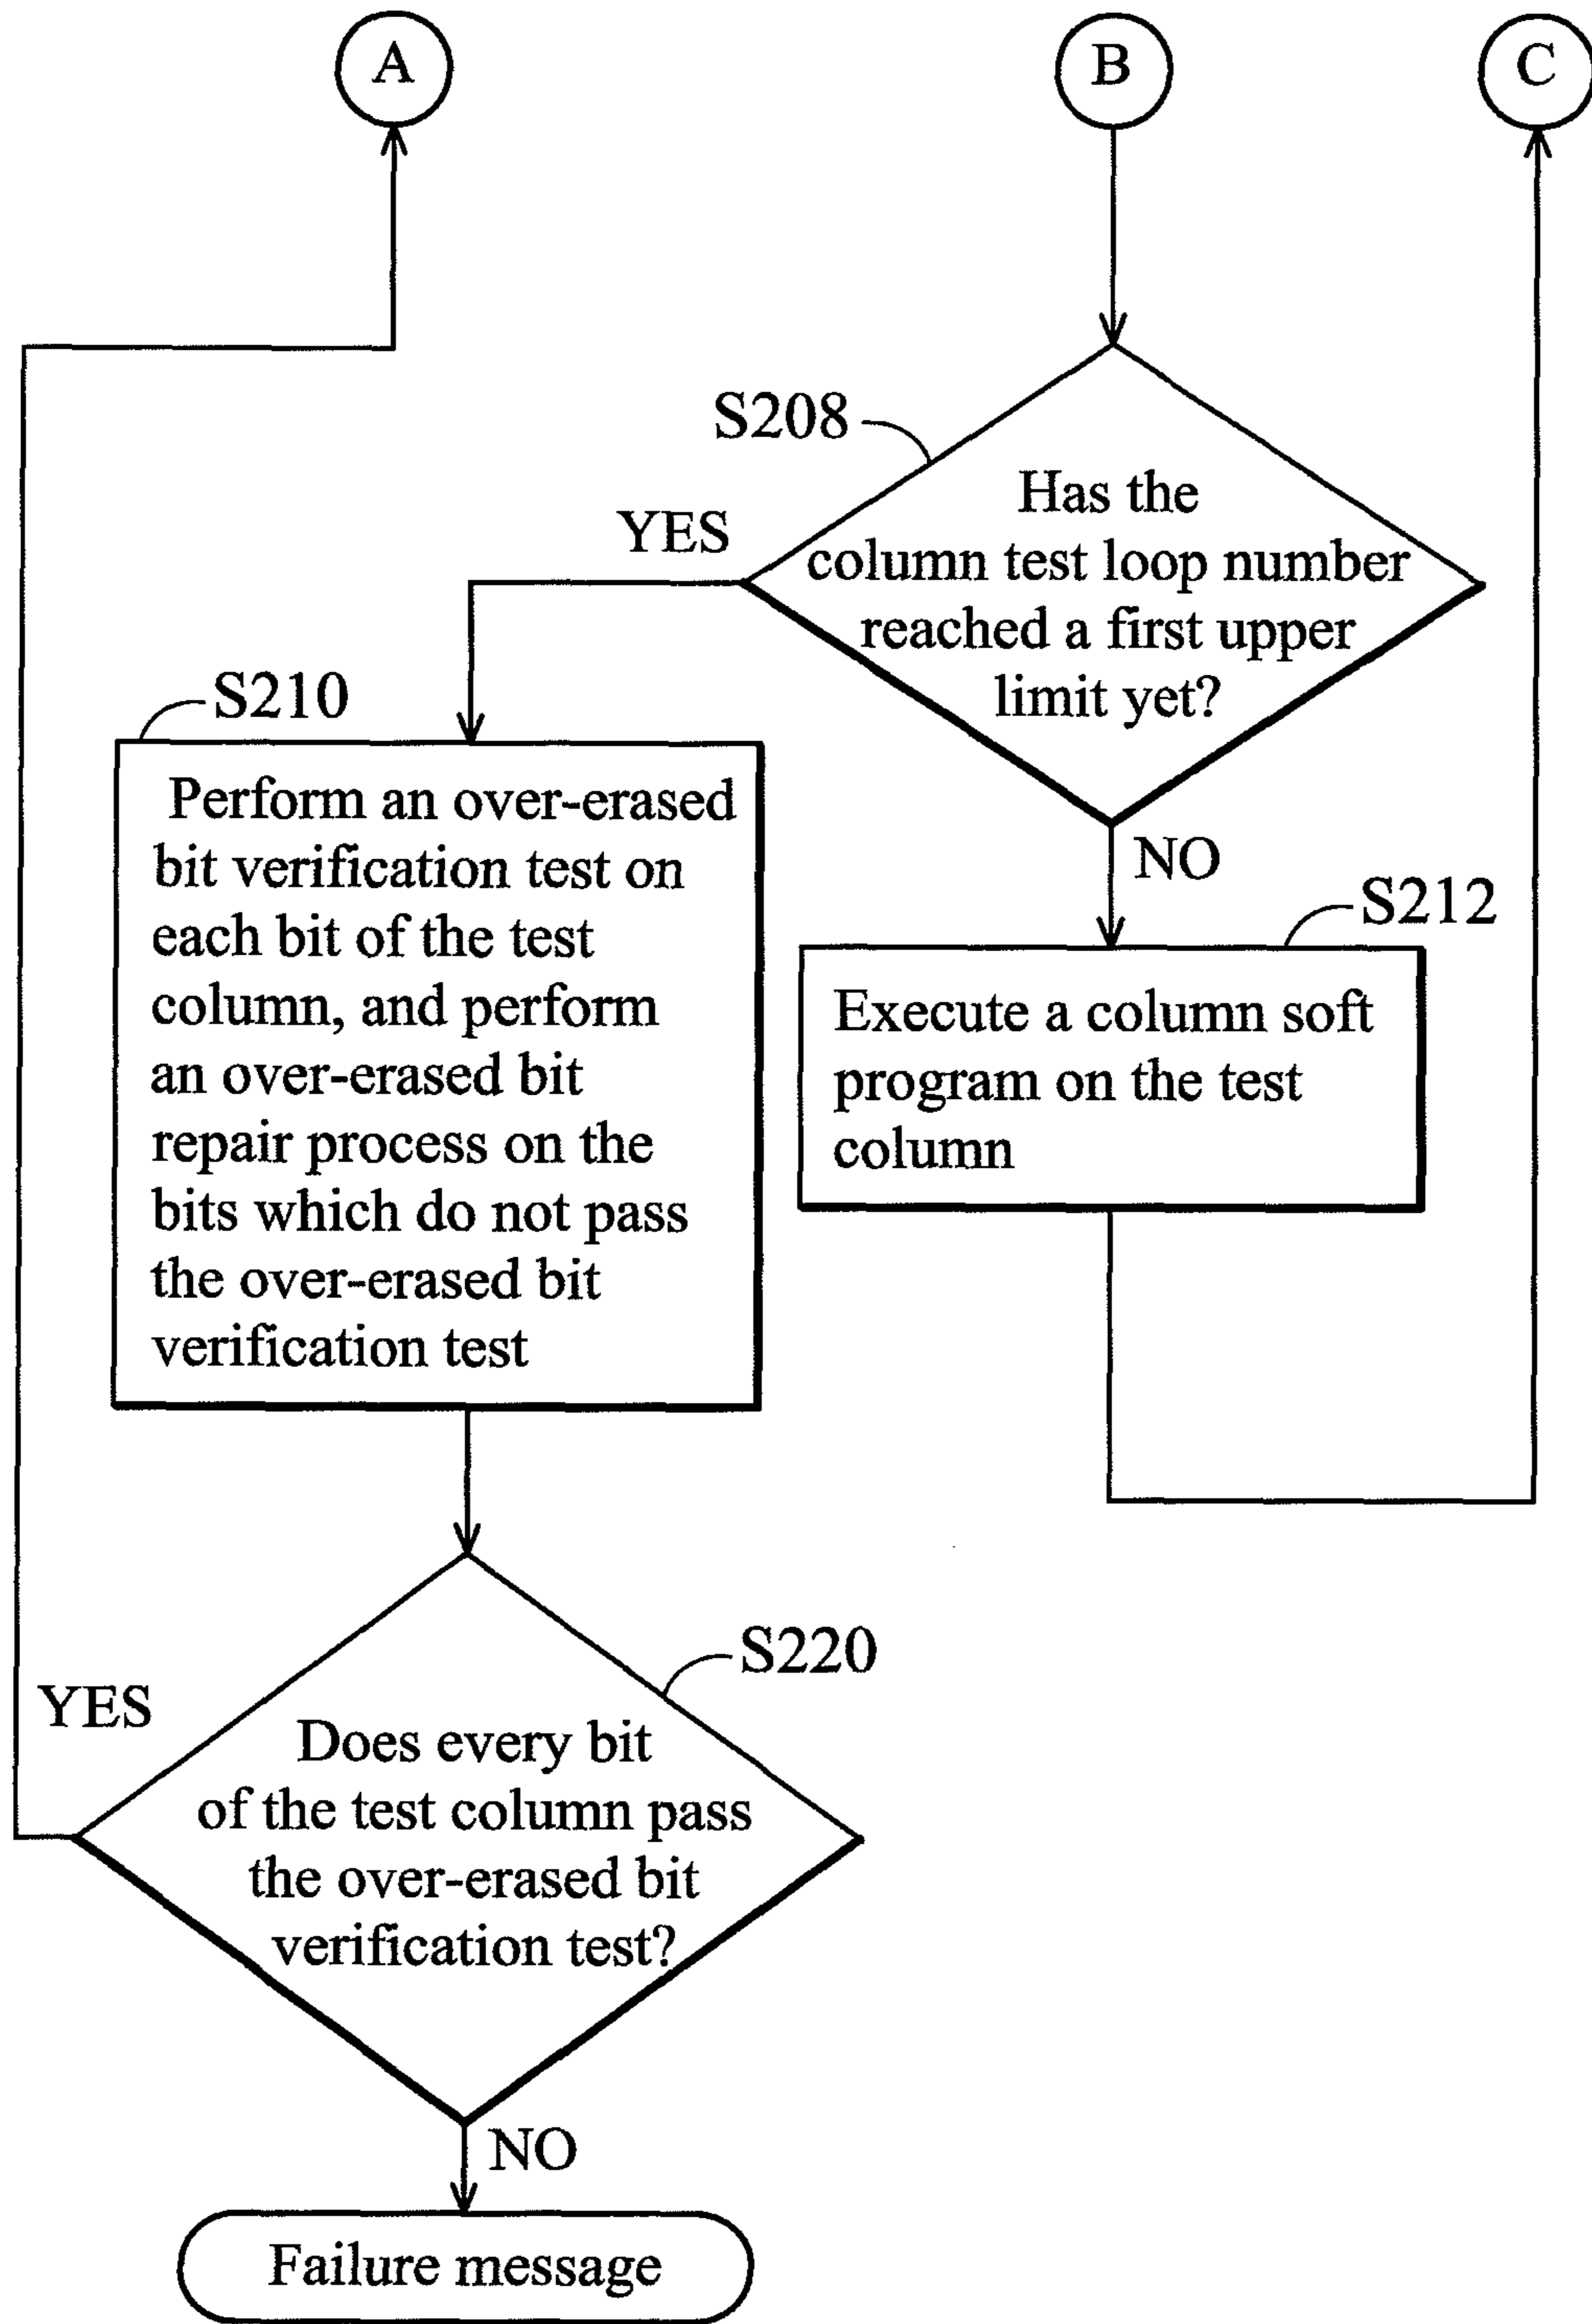 A
B
C
S208
Has the
column test loop number
reached a first upper
limit yet?
YES
NO
S210
Perform an over-erased
bit verification test on
each bit of the test
column, and perform
an over-erased bit
repair process on the
bits which do not pass
the over-erased bit
verification test
S212
Execute a column soft
program on the test
column
S220
YES
Does every bit
of the test column pass
the over-erased bit
verification test?
NO
Failure message